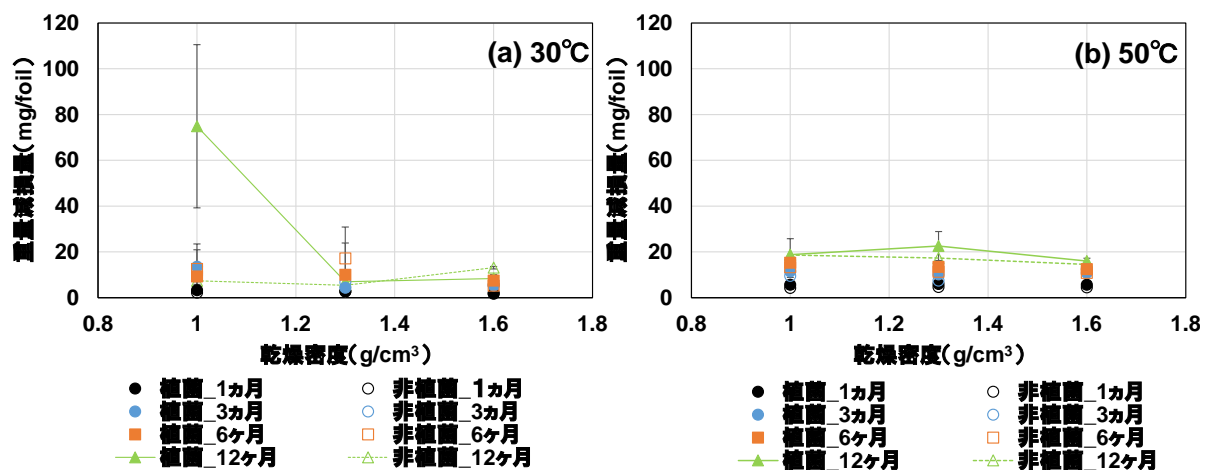 (a) 30℃
重量減損量(mg/foil)
120
100
80
60
40
20
0
0.8
1
1.2
1.4
1.6
1.8
乾燥密度(g/cm³)
植菌_1ヵ月
非植菌_1ヵ月
植菌_3ヵ月
非植菌_3ヵ月
植菌_6ヶ月
非植菌_6ヶ月
植菌_12ヶ月
非植菌_12ヶ月
(b) 50℃
重量減損量(mg/foil)
120
100
80
60
40
20
0
0.8
1
1.2
1.4
1.6
1.8
乾燥密度(g/cm³)
植菌_1ヵ月
非植菌_1ヵ月
植菌_3ヵ月
非植菌_3ヵ月
植菌_6ヶ月
非植菌_6ヶ月
植菌_12ヶ月
非植菌_12ヶ月